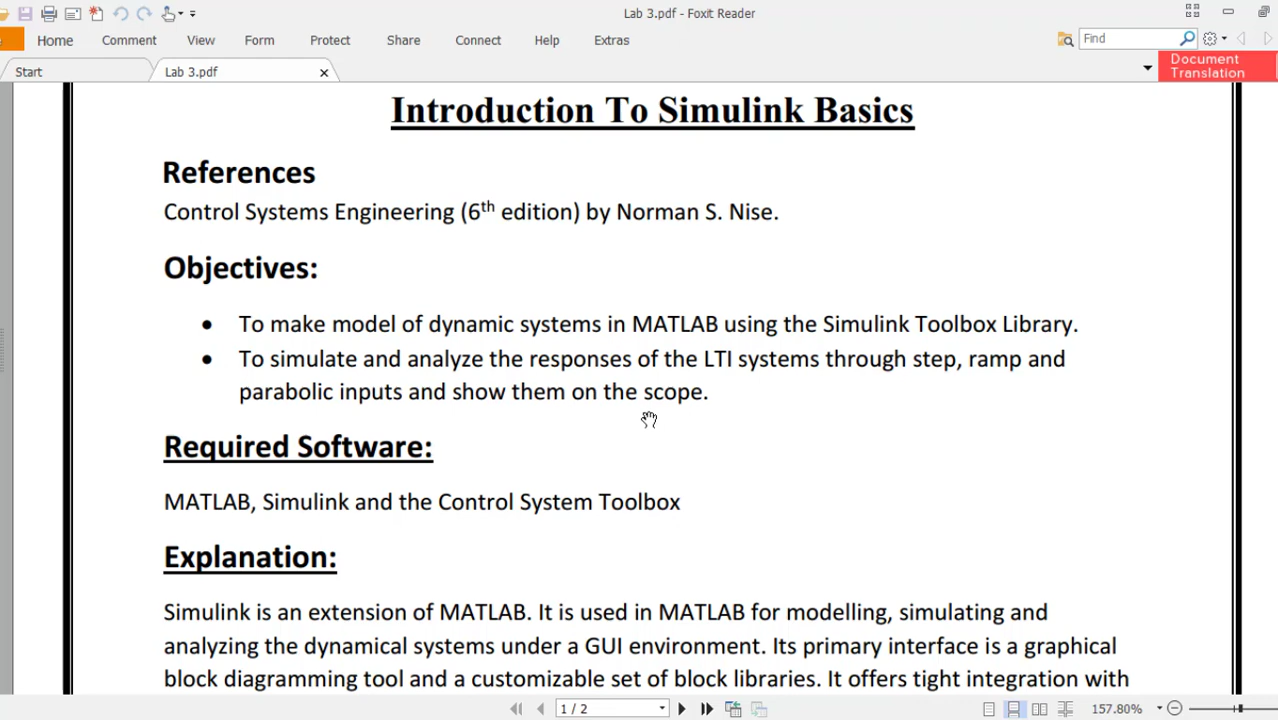 Lab 3.pdf - Foxit Reader
Home Comment View Form Protect Share Connect Help Extras
Find
Start Lab 3.pdf
Document
Translation
Introduction To Simulink Basics
References
Control Systems Engineering (6th edition) by Norman S. Nise.
Objectives:
• To make model of dynamic systems in MATLAB using the Simulink Toolbox Library.
• To simulate and analyze the responses of the LTI systems through step, ramp and
parabolic inputs and show them on the scope.
Required Software:
MATLAB, Simulink and the Control System Toolbox
Explanation:
Simulink is an extension of MATLAB. It is used in MATLAB for modelling, simulating and
analyzing the dynamical systems under a GUI environment. Its primary interface is a graphical
block diagramming tool and a customizable set of block libraries. It offers tight integration with
1 / 2 157.80%